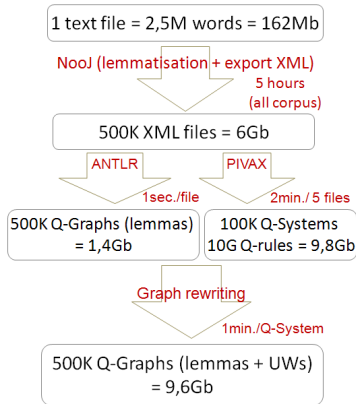 1 text file = 2,5M words = 162Mb
NooJ (lemmatisation + export XML)
5 hours
(all corpus)
500K XML files = 6Gb
ANTLR
PIVAX
1sec./file
2min./ 5 files
500K Q-Graphs (lemmas)
= 1,4Gb
100K Q-Systems
10G Q-rules = 9,8Gb
Graph rewriting
1min./Q-System
500K Q-Graphs (lemmas + UWs)
= 9,6Gb